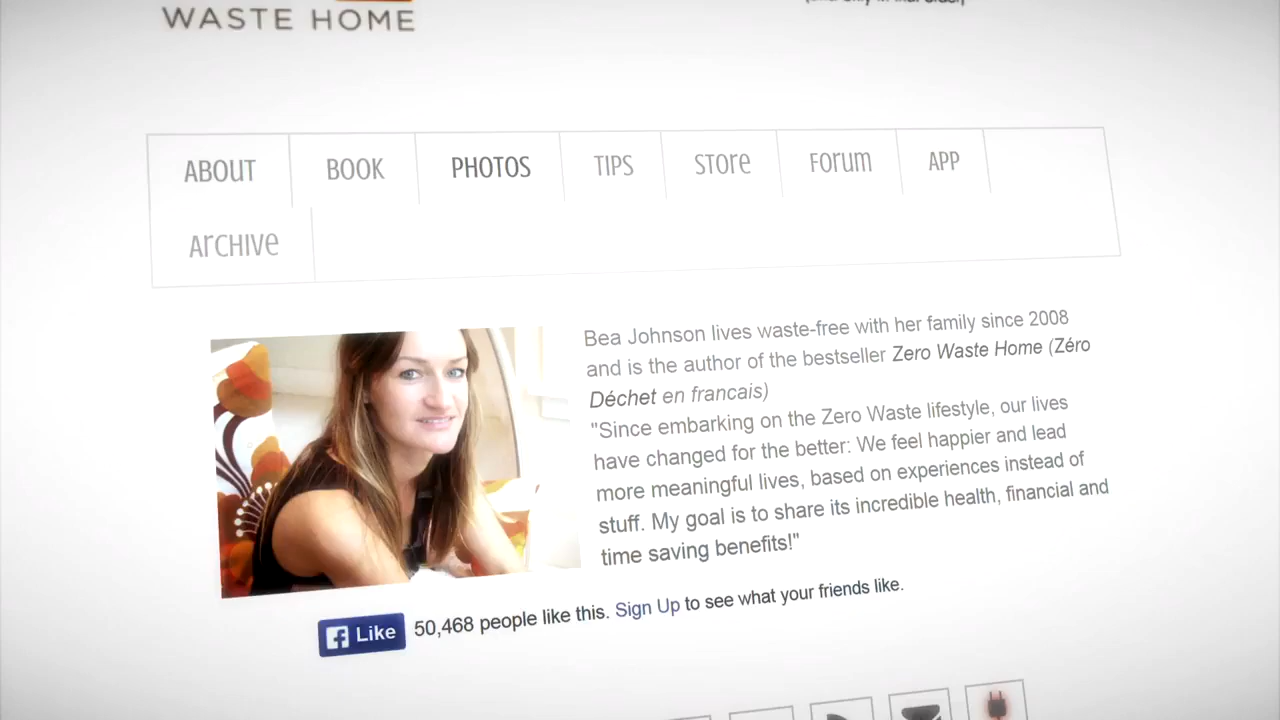 WASTE HOME
ABOUT
BOOK
PHOTOS
TIPS
STORE
FORUM
APP
ARCHIVE
Bea Johnson lives waste-free with her family since 2008
and is the author of the bestseller Zero Waste Home (Zéro
Déchet en francais)
"Since embarking on the Zero Waste lifestyle, our lives
have changed for the better: We feel happier and lead
more meaningful lives, based on experiences instead of
stuff. My goal is to share its incredible health, financial and
time saving benefits!"
Like
50,468 people like this. Sign Up to see what your friends like.